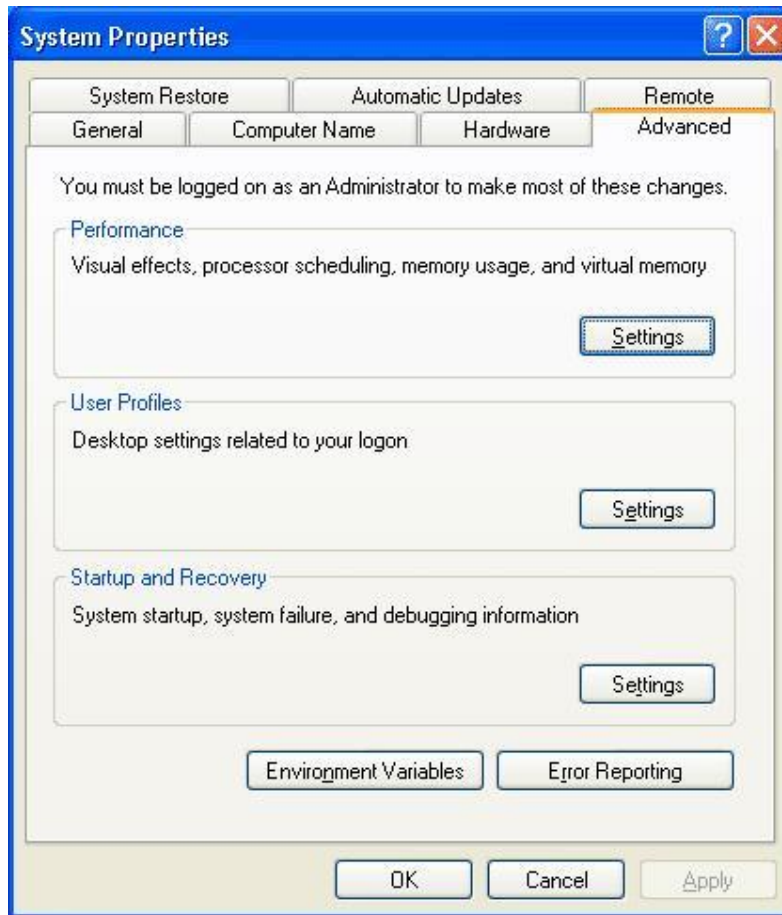 System Properties
System Restore
Automatic Updates
Remote
General
Computer Name
Hardware
Advanced
You must be logged on as an Administrator to make most of these changes.
Performance
Visual effects, processor scheduling, memory usage, and virtual memory
Settings
User Profiles
Desktop settings related to your logon
Settings
Startup and Recovery
System startup, system failure, and debugging information
Settings
Environment Variables
Error Reporting
OK
Cancel
Apply